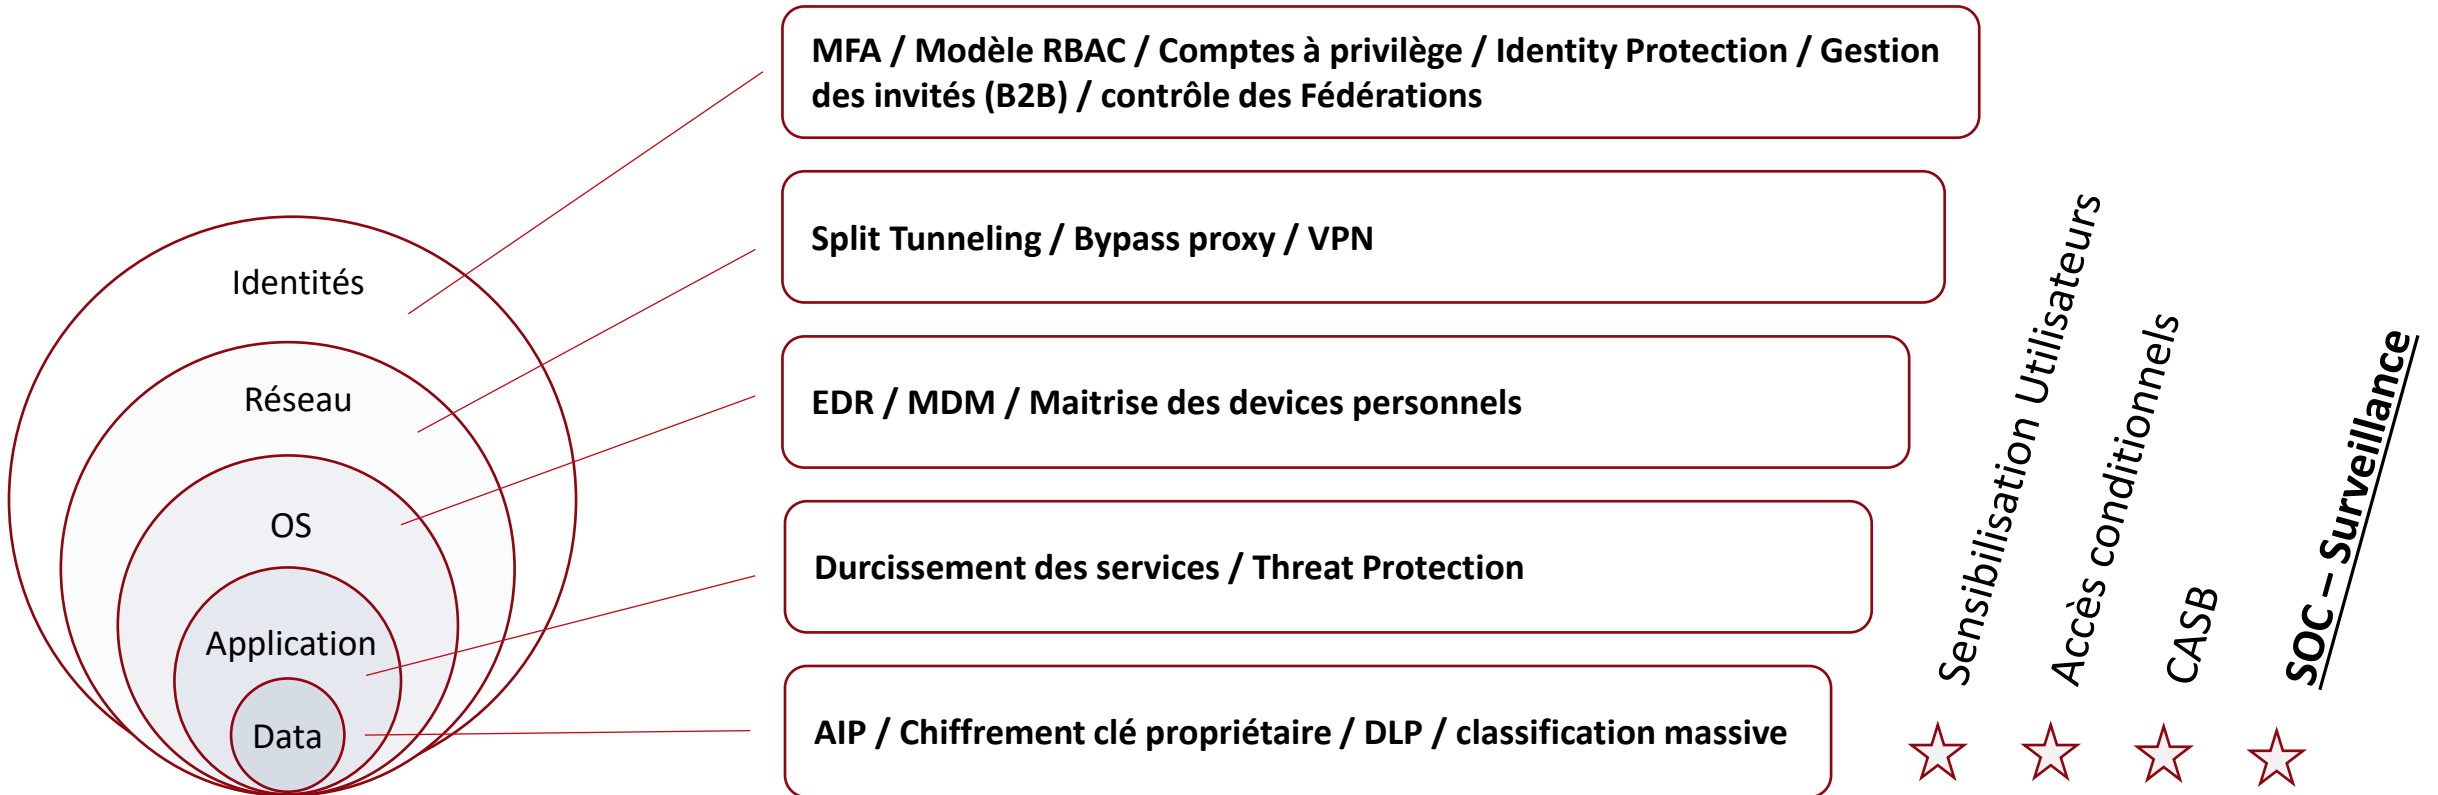 MFA / Modèle RBAC / Comptes à privilège / Identity Protection / Gestion
des invités (B2B) / contrôle des Fédérations
Split Tunneling / Bypass proxy / VPN
EDR / MDM / Maitrise des devices personnels
Durcissement des services / Threat Protection
AIP / Chiffrement clé propriétaire / DLP / classification massive
Identités
Réseau
OS
Application
Data
Sensibilisation Utilisateurs
Accès conditionnels
CASB
SOC – Surveillance